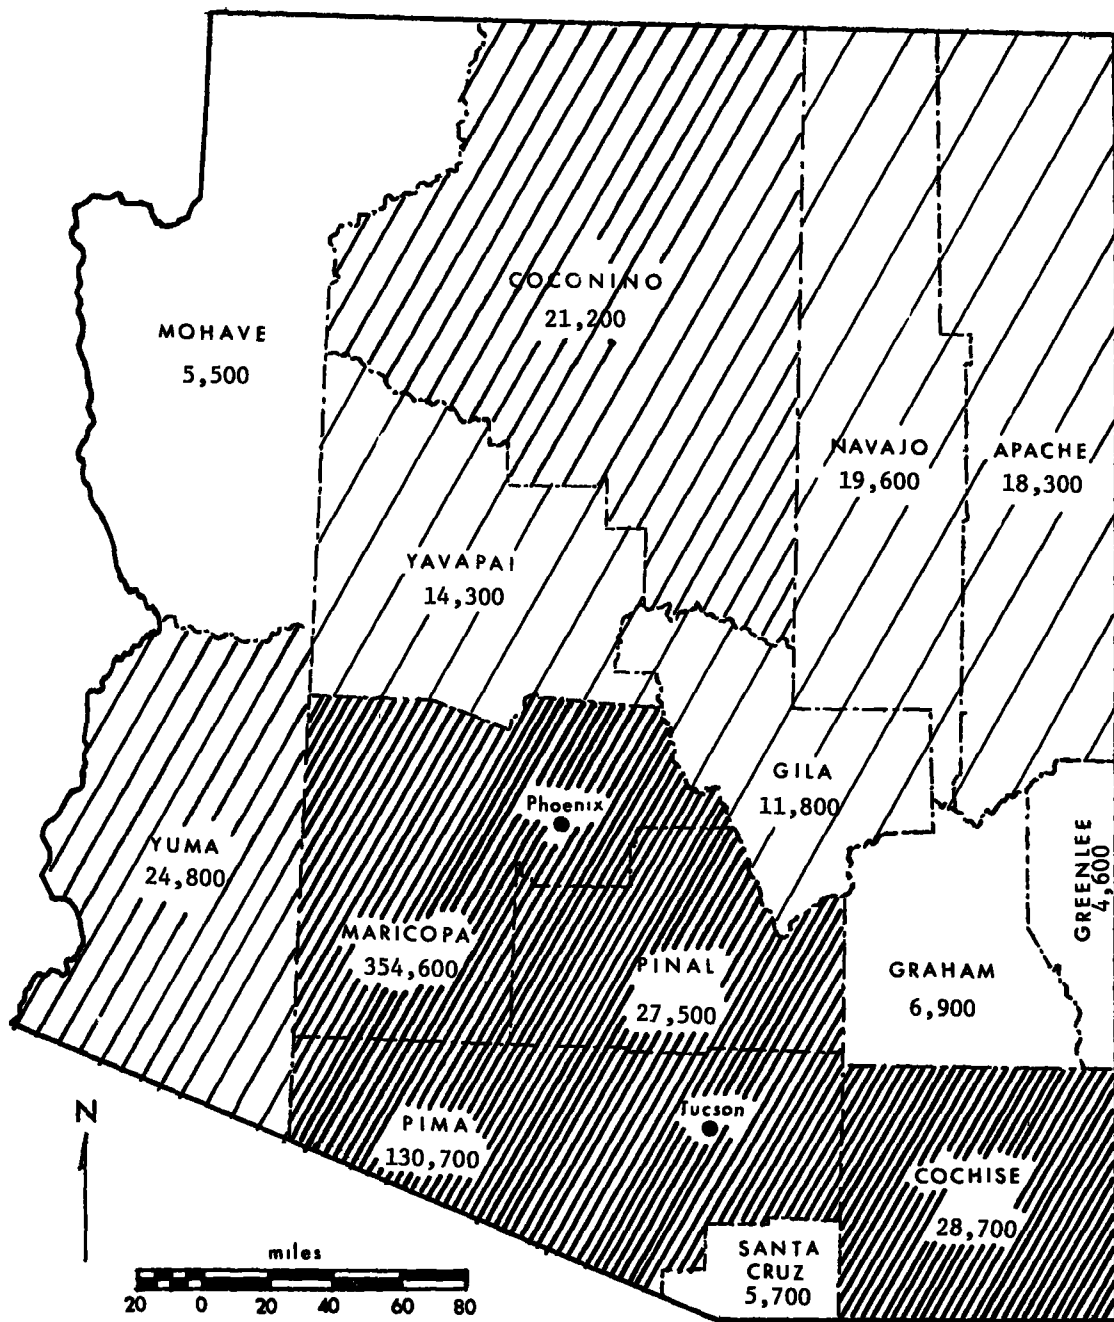 COCONINO
21,200
MOHAVE
5,500
NAVAJO
19,600
APACHE
18,300
YAVAPAI
14,300
GILA
11,800
Phoenix
YUMA
24,800
GREENLEE
4,600
MARICOPA
354,600
PINAL
27,500
GRAHAM
6,900
N
Tucson
PIMA
130,700
COCHISE
28,700
SANTA
CRUZ
5,700
miles
20 0 20 40 60 80